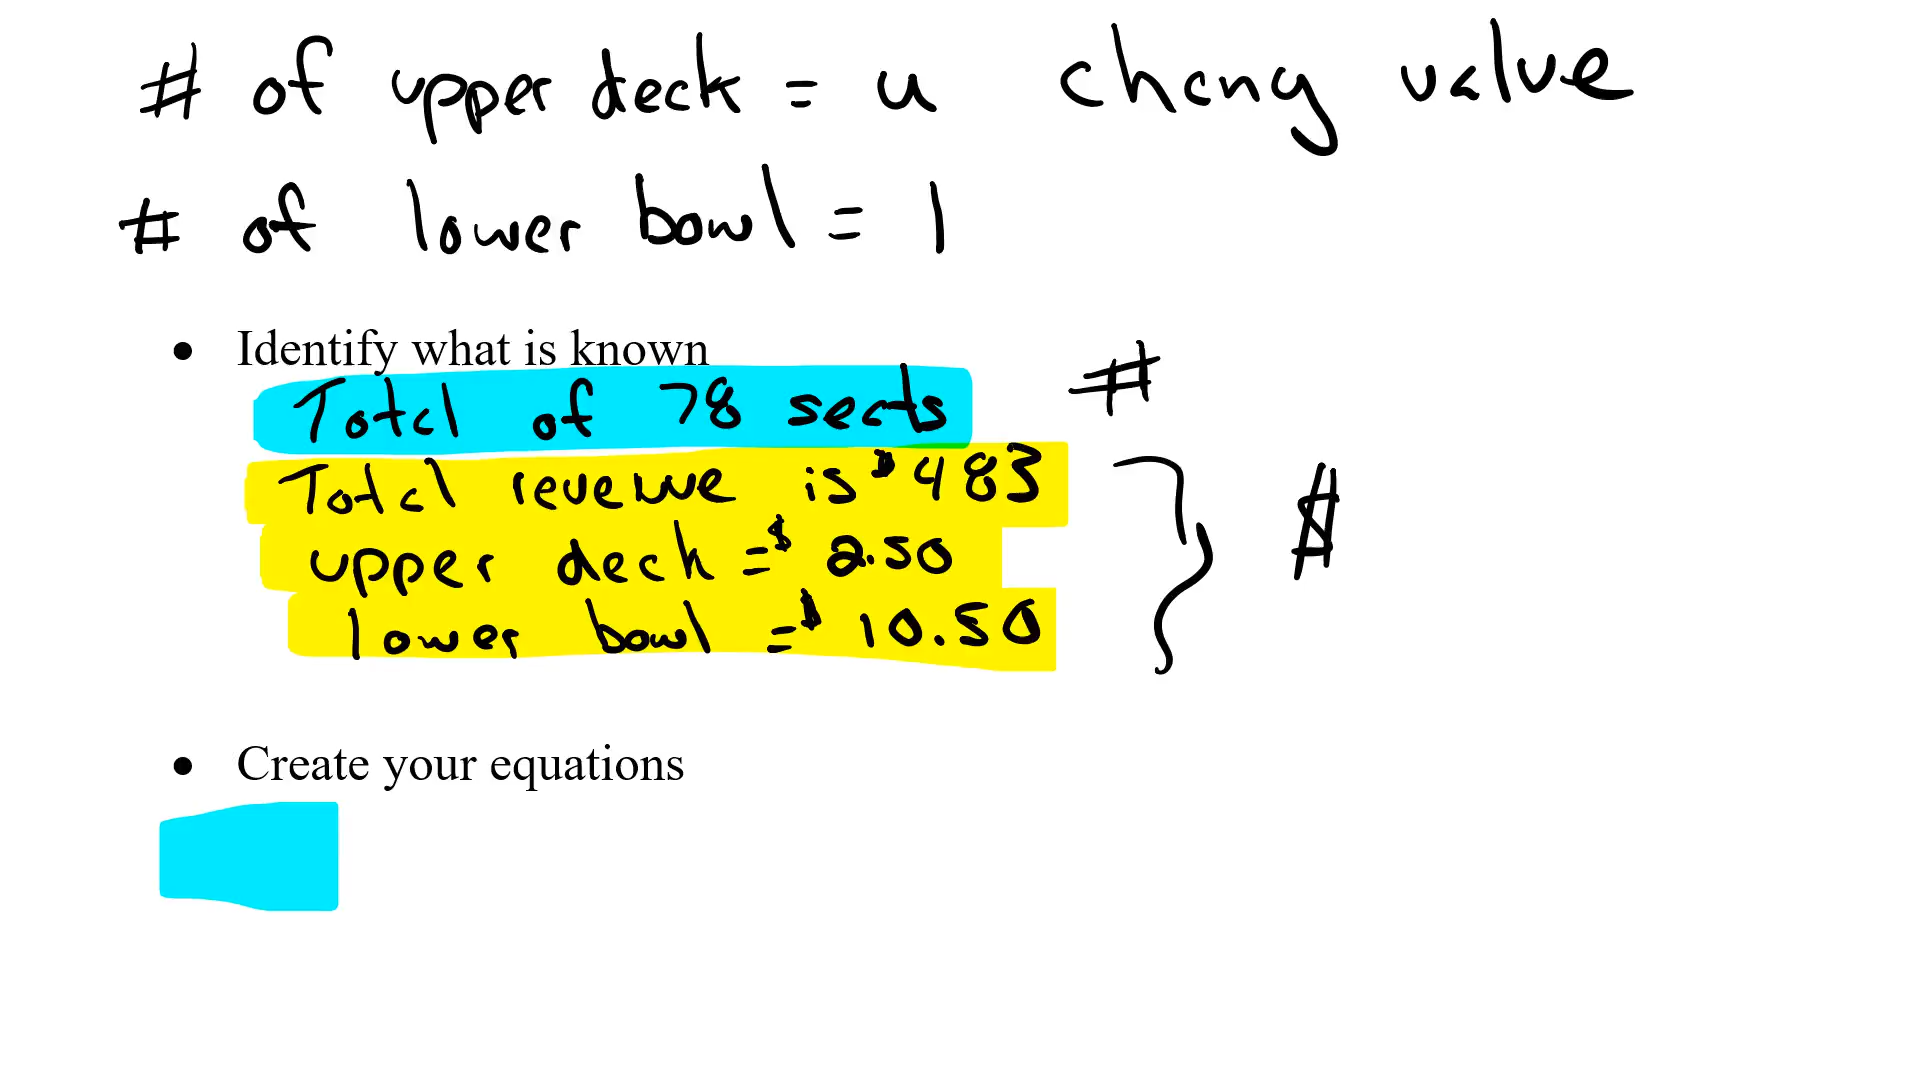 # of upper deck = u chang value
# of lower bowl = l
• Identify what is known
Total of 78 seats #
Total revenue is $483
upper deck = $2.50 $
lower bowl = $10.50
• Create your equations